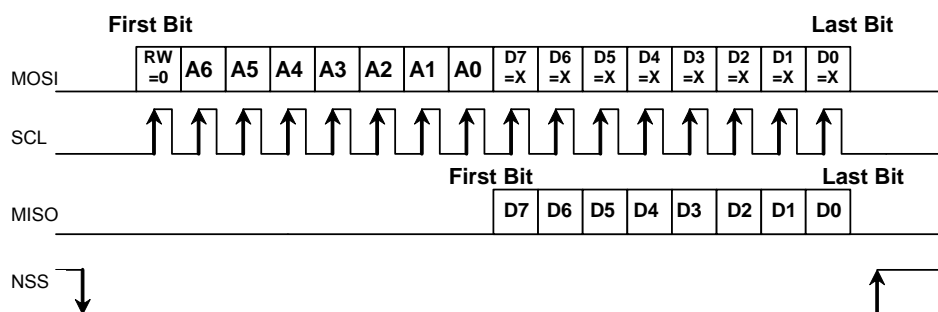 First Bit Last Bit
MOSI RW =0 A6 A5 A4 A3 A2 A1 A0 D7 =X D6 =X D5 =X D4 =X D3 =X D2 =X D1 =X D0 =X
SCL
First Bit Last Bit
MISO D7 D6 D5 D4 D3 D2 D1 D0
NSS